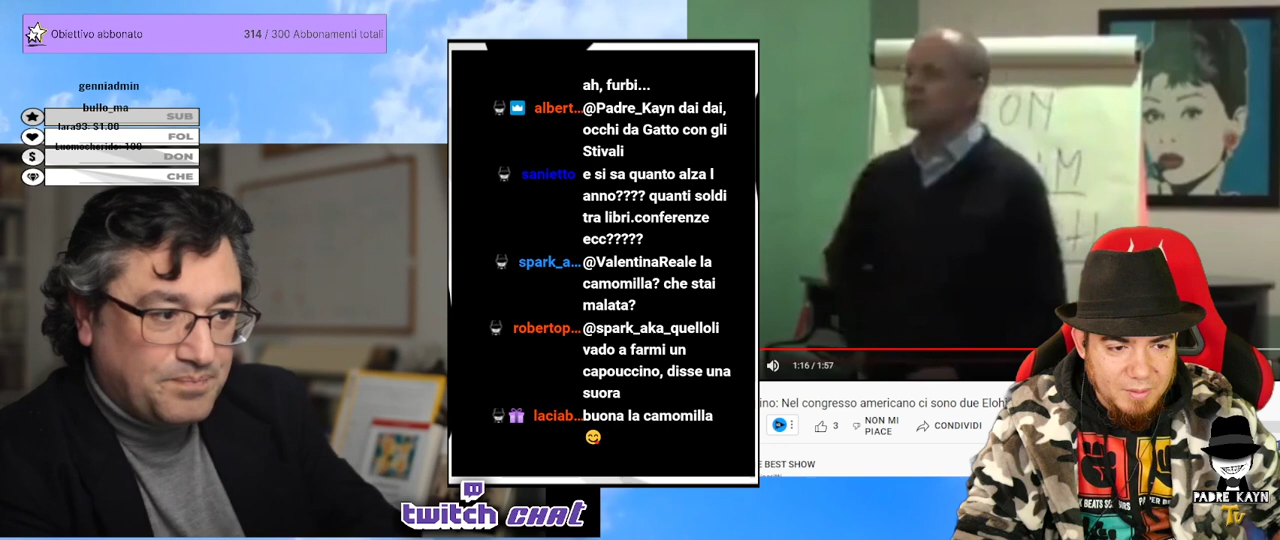 Obiettivo abbonato
314 / 300 Abbonamenti totali
genniadmin
SUB
bullo_ma
FOL
lara93: $1.00
DON
CHE
ah, furbi...
albert... @Padre_Kayn dai dai,
occhi da Gatto con gli
Stivali
sanietto e si sa quanto alza l
anno???? quanti soldi
tra libri.conferenze
ecc?????
spark_a... @ValentinaReale la
camomilla? che stai
malata?
robertop... @spark_aka_quelloli
vado a farmi un
capouccino, disse una
suora
laciab... buona la camomilla
😋
twitch CHAT
1:16 / 1:57
ino: Nel congresso americano ci sono due Elohi
3
NON MI
PIACE
CONDIVIDI
E BEST SHOW
PADRE KAYN
TV